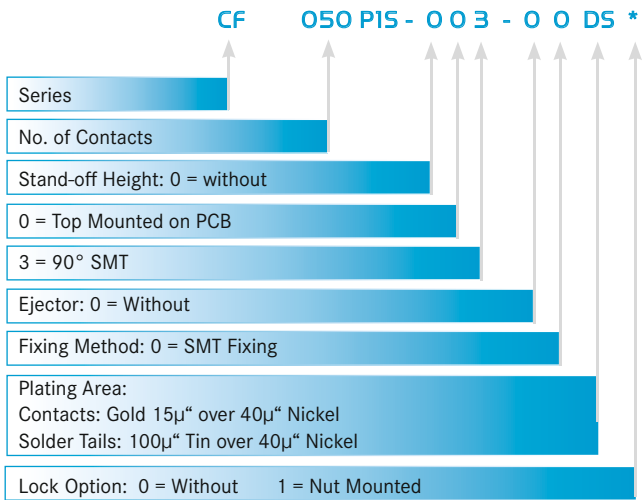 CF 050 P1S - 0 0 3 - 0 0 DS *
Series
No. of Contacts
Stand-off Height: 0 = without
0 = Top Mounted on PCB
3 = 90° SMT
Ejector: 0 = Without
Fixing Method: 0 = SMT Fixing
Plating Area:
Contacts: Gold 15µ“ over 40µ“ Nickel
Solder Tails: 100µ“ Tin over 40µ“ Nickel
Lock Option: 0 = Without 1 = Nut Mounted